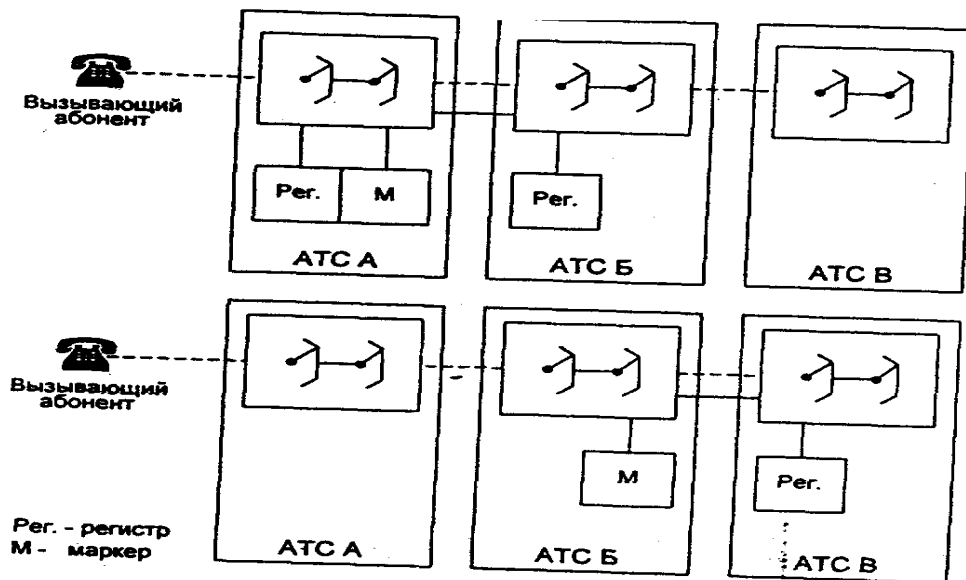 Вызывающий
абонент
Рег.
М
Рег.
АТС А
АТС Б
АТС В
Вызывающий
абонент
М
Рег.
Рег. - регистр
М - маркер
АТС А
АТС Б
АТС В